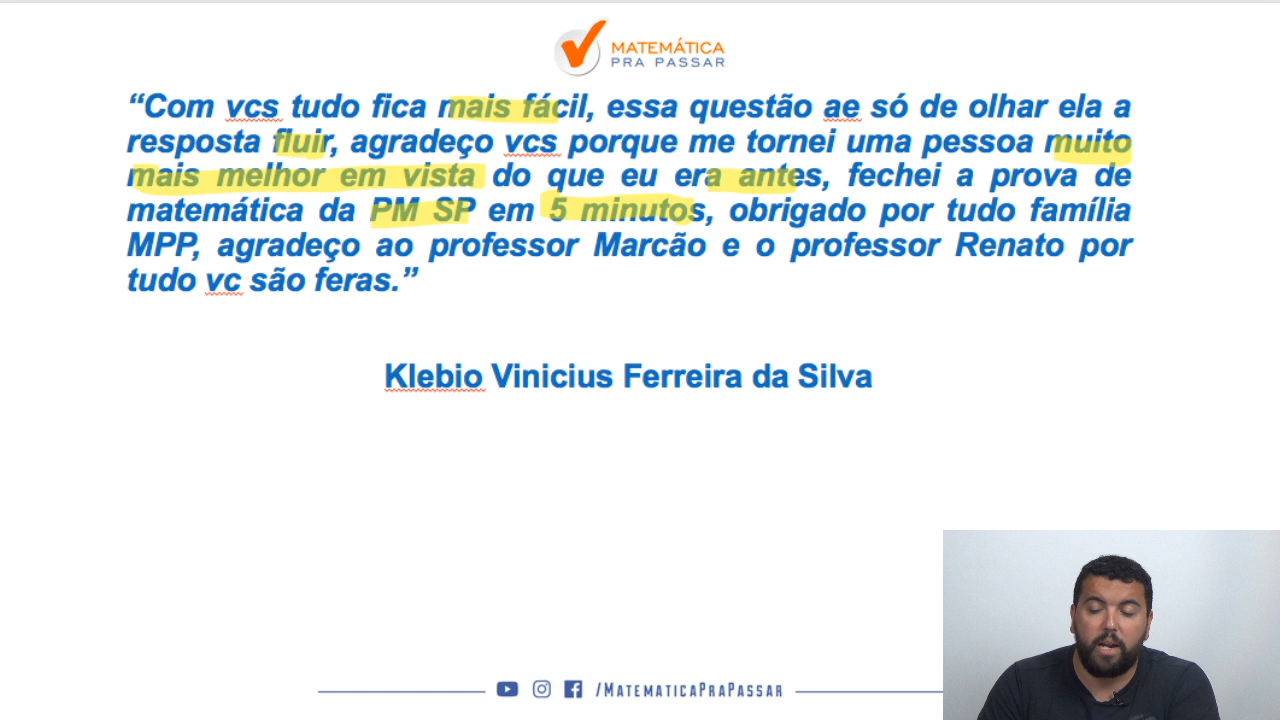 MATEMÁTICA
PRA PASSAR
“Com vcs tudo fica mais fácil, essa questão ae só de olhar ela a
resposta fluir, agradeço vcs porque me tornei uma pessoa muito
mais melhor em vista do que eu era antes, fechei a prova de
matemática da PM SP em 5 minutos, obrigado por tudo família
MPP, agradeço ao professor Marcão e o professor Renato por
tudo vc são feras.”
Klebio Vinicius Ferreira da Silva
/MATEMATICAPRAPASSAR